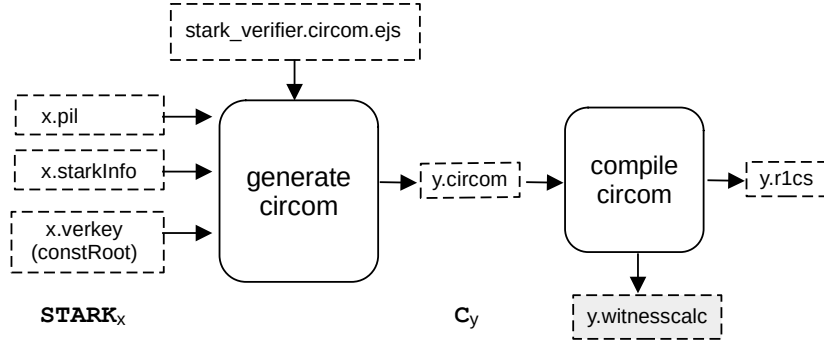 stark_verifier.circom.ejs
x.pil
x.starkInfo
x.verkey
(constRoot)
generate
circom
y.circom
compile
circom
y.r1cs
y.witnesscalc
STARKx
Cy